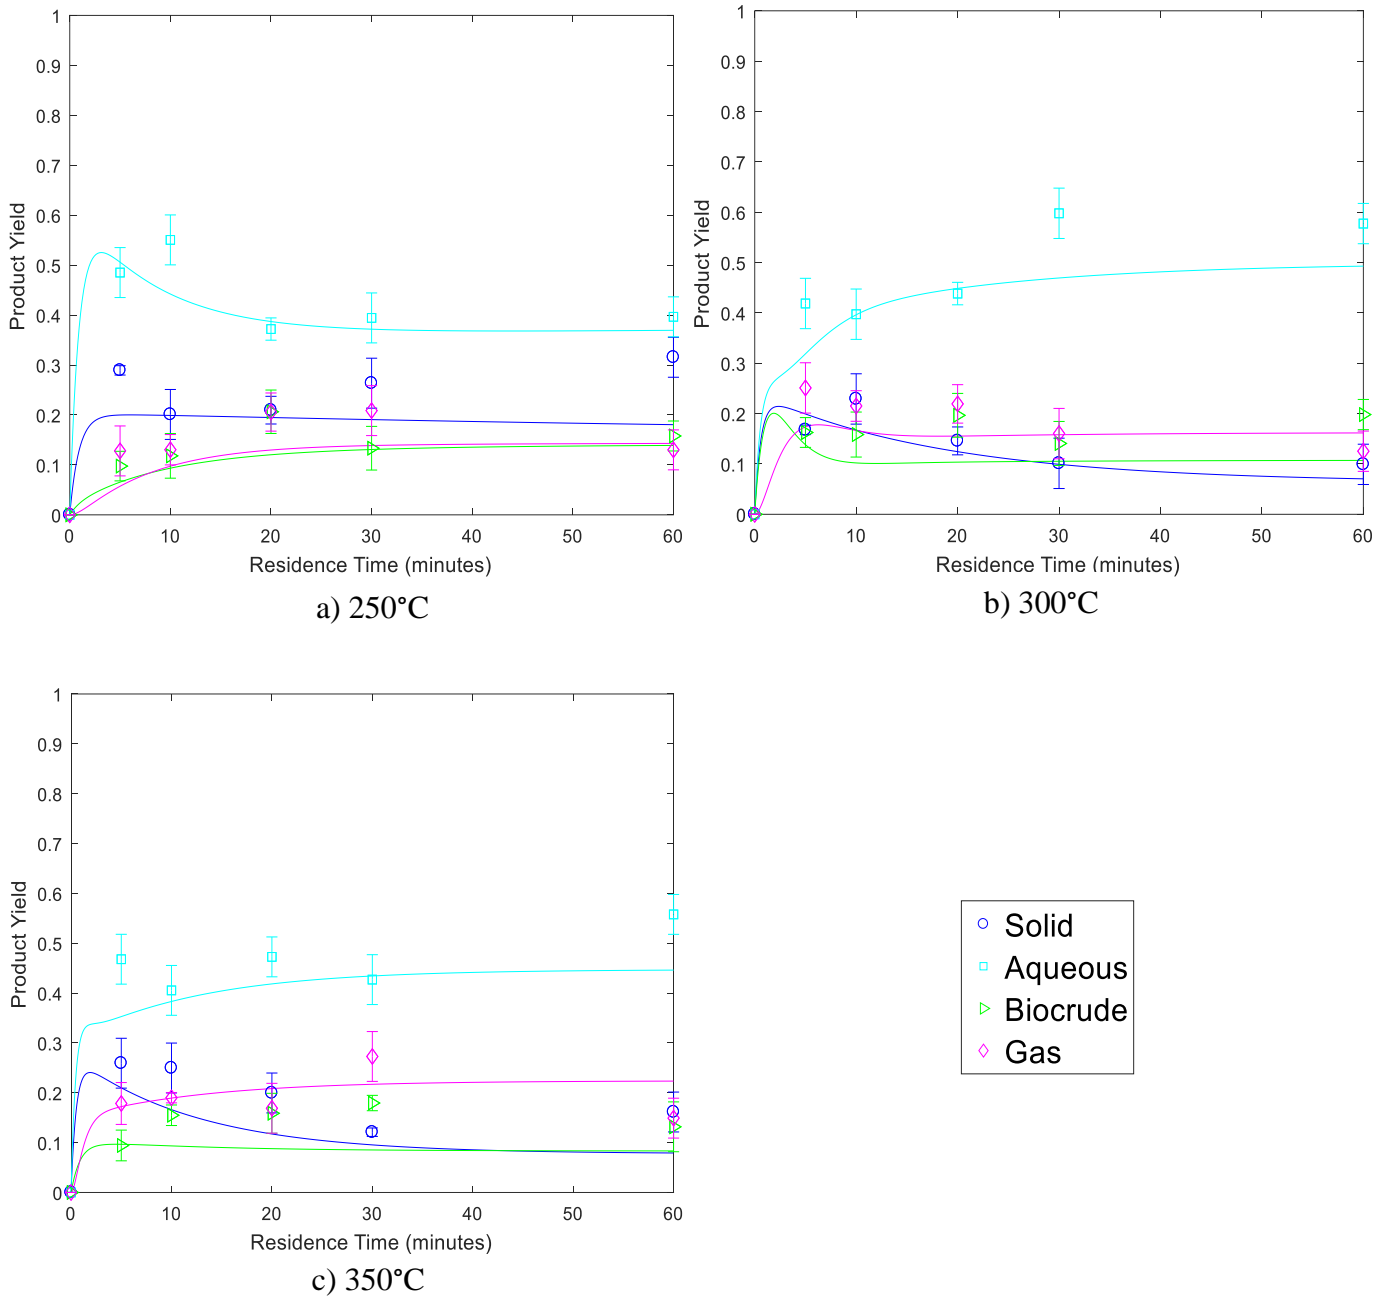 1
0.9
0.8
0.7
0.6
0.5
0.4
0.3
0.2
0.1
0
Product Yield
0 10 20 30 40 50 60
Residence Time (minutes)
a) 250°C
1
0.9
0.8
0.7
0.6
0.5
0.4
0.3
0.2
0.1
0
Product Yield
0 10 20 30 40 50 60
Residence Time (minutes)
b) 300°C
1
0.9
0.8
0.7
0.6
0.5
0.4
0.3
0.2
0.1
0
Product Yield
0 10 20 30 40 50 60
Residence Time (minutes)
c) 350°C
Solid
Aqueous
Biocrude
Gas